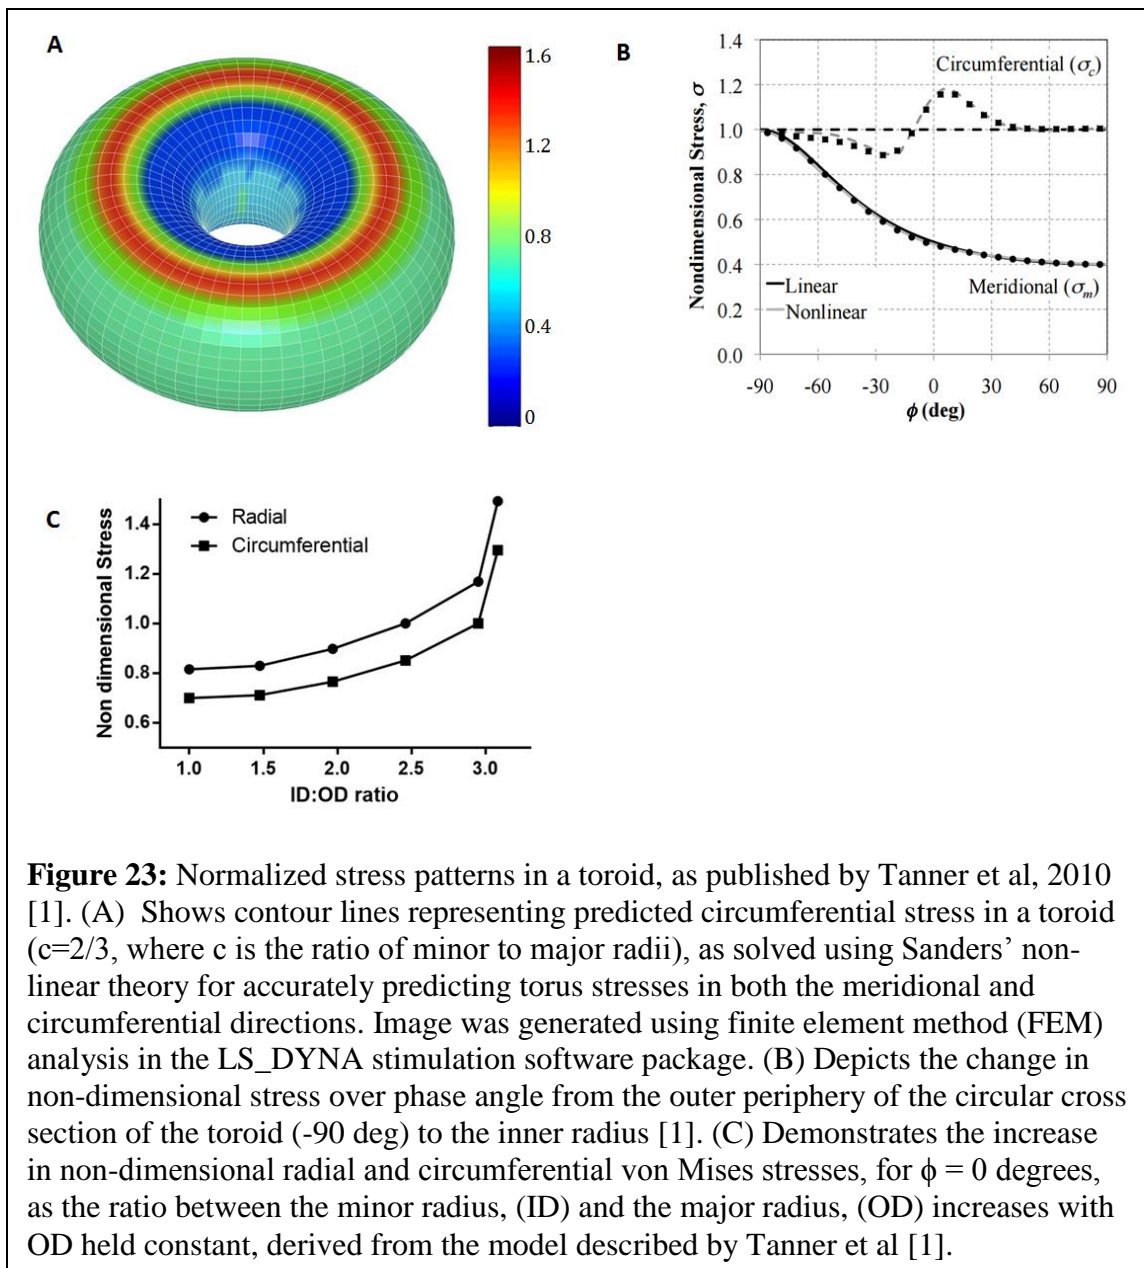 A
1.6
1.2
0.8
0.4
0
B
Nondimensional Stress, σ
1.4
1.2
1.0
0.8
0.6
0.4
0.2
0.0
Circumferential (σc)
Linear
Nonlinear
Meridional (σm)
-90 -60 -30 0 30 60 90
ϕ (deg)
C
Non dimensional Stress
1.4
1.2
1.0
0.8
0.6
Radial
Circumferential
1.0 1.5 2.0 2.5 3.0
ID:OD ratio
Figure 23: Normalized stress patterns in a toroid, as published by Tanner et al, 2010
[1]. (A) Shows contour lines representing predicted circumferential stress in a toroid
(c=2/3, where c is the ratio of minor to major radii), as solved using Sanders’ non-
linear theory for accurately predicting torus stresses in both the meridional and
circumferential directions. Image was generated using finite element method (FEM)
analysis in the LS_DYNA stimulation software package. (B) Depicts the change in
non-dimensional stress over phase angle from the outer periphery of the circular cross
section of the toroid (-90 deg) to the inner radius [1]. (C) Demonstrates the increase
in non-dimensional radial and circumferential von Mises stresses, for ϕ = 0 degrees,
as the ratio between the minor radius, (ID) and the major radius, (OD) increases with
OD held constant, derived from the model described by Tanner et al [1].